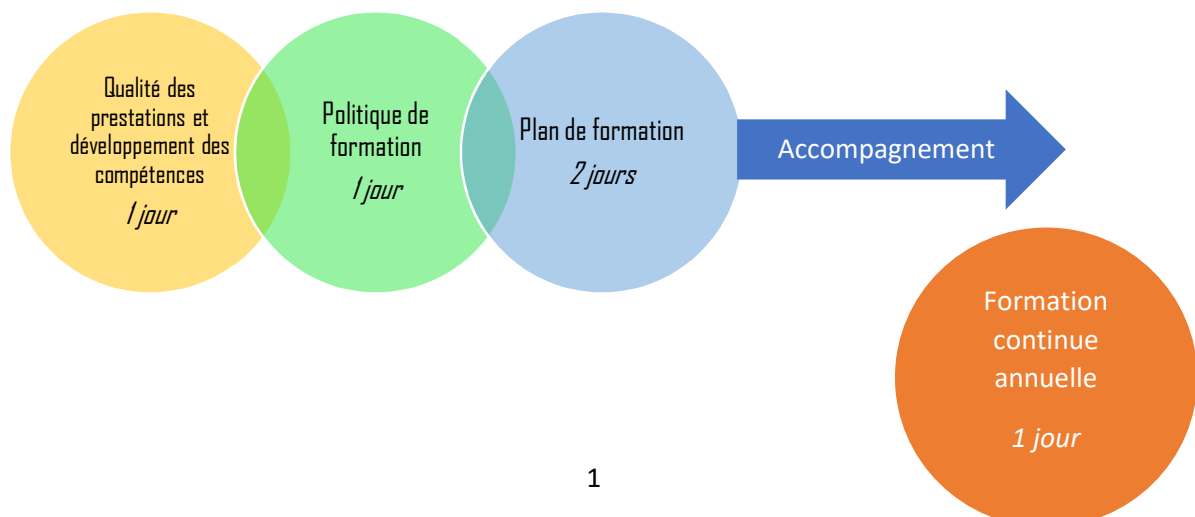 Qualité des
prestations et
développement des
compétences
1 jour
Politique de
formation
1 jour
Plan de formation
2 jours
Accompagnement
Formation
continue
annuelle
1 jour
1